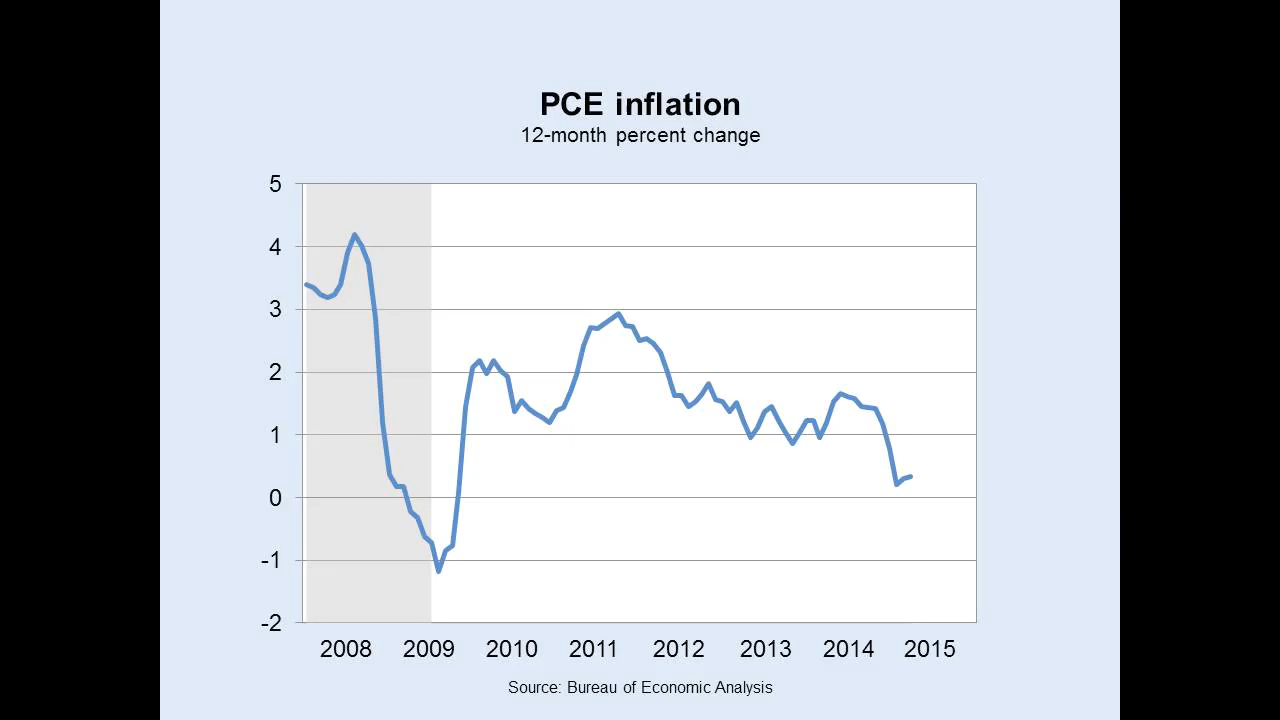 PCE inflation
12-month percent change
5
4
3
2
1
0
-1
-2
2008 2009 2010 2011 2012 2013 2014 2015
Source: Bureau of Economic Analysis